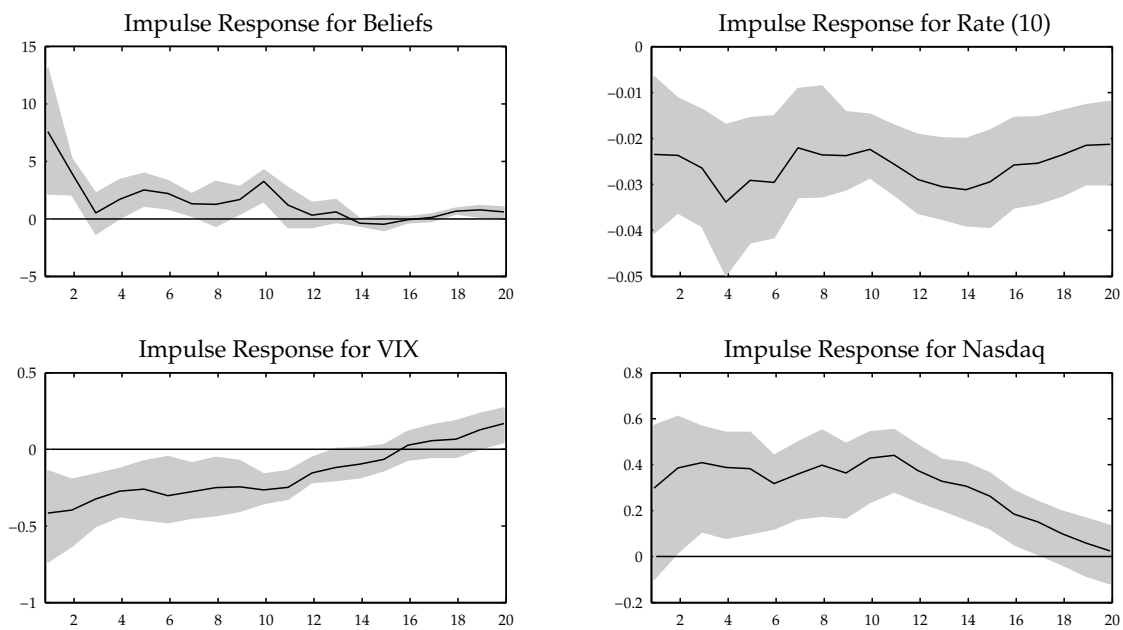 Impulse Response for Beliefs
15
10
5
0
−5
2 4 6 8 10 12 14 16 18 20
Impulse Response for Rate (10)
0
−0.01
−0.02
−0.03
−0.04
−0.05
2 4 6 8 10 12 14 16 18 20
Impulse Response for VIX
0.5
0
−0.5
−1
2 4 6 8 10 12 14 16 18 20
Impulse Response for Nasdaq
0.8
0.6
0.4
0.2
0
−0.2
2 4 6 8 10 12 14 16 18 20